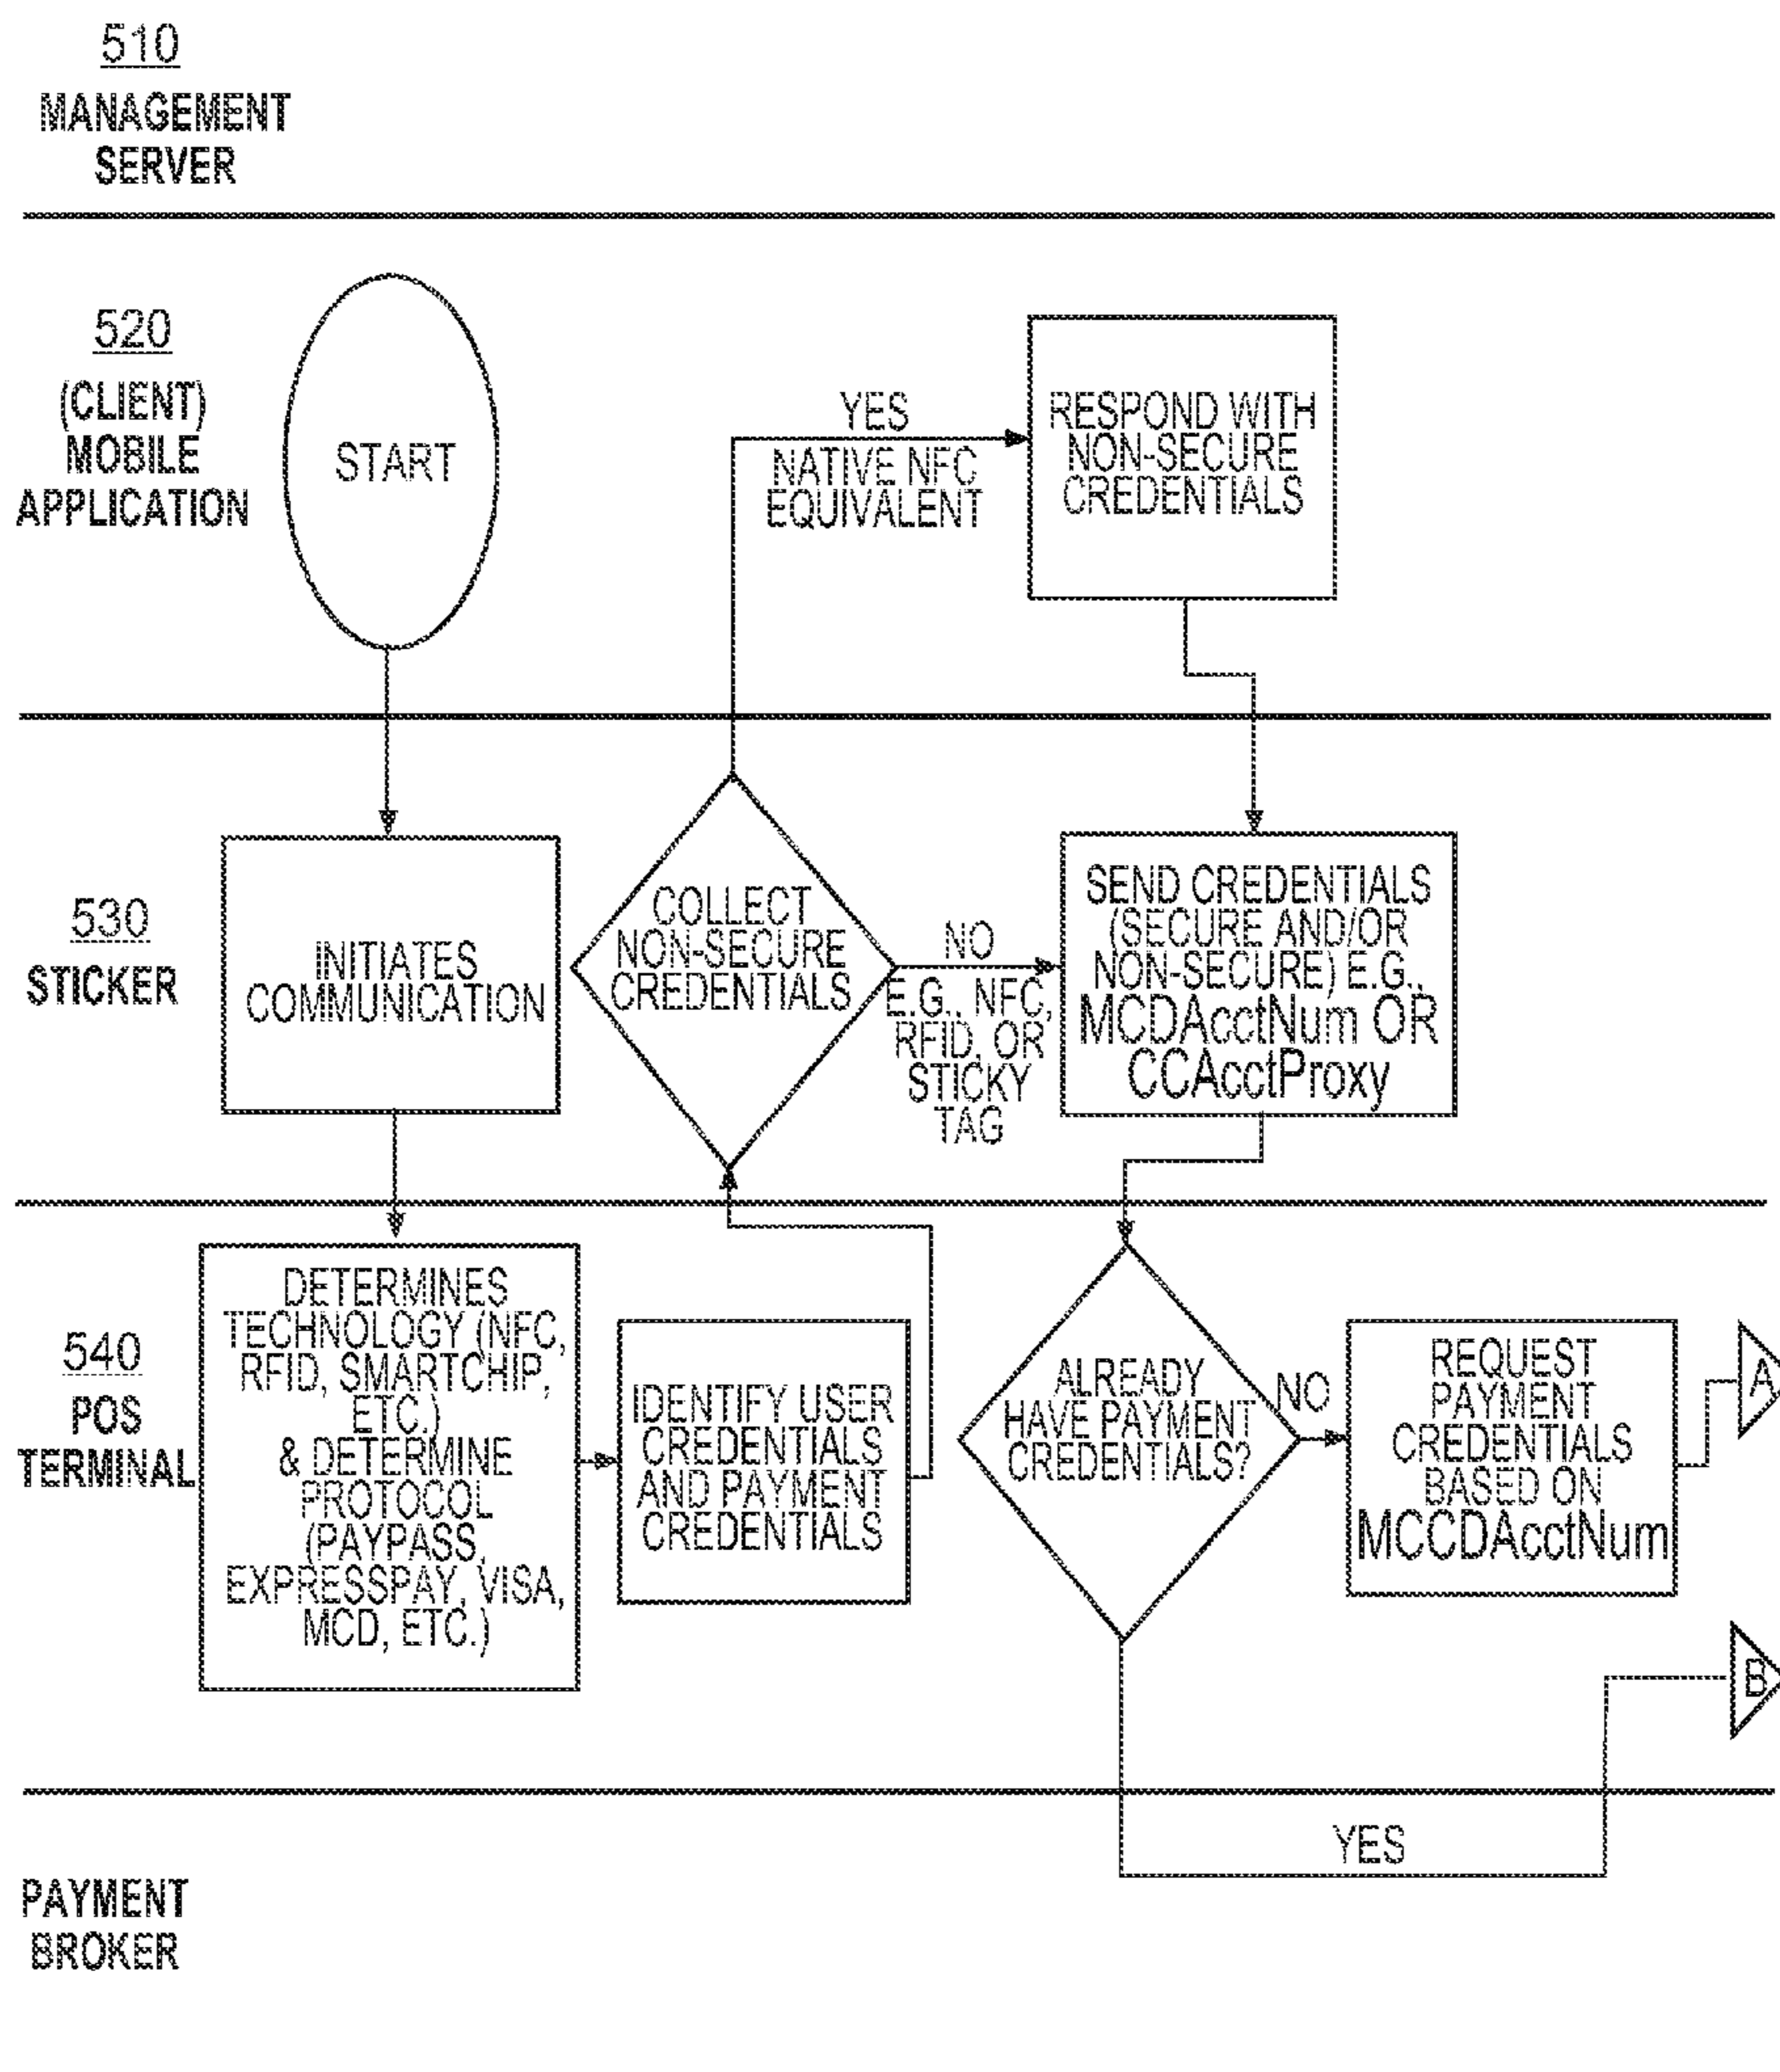 510
MANAGEMENT
SERVER
520
(CLIENT)
MOBILE
APPLICATION
START
YES
NATIVE NFC
EQUIVALENT
RESPOND WITH
NON-SECURE
CREDENTIALS
530
STICKER
INITIATES
COMMUNICATION
COLLECT
NON-SECURE
CREDENTIALS
NO
E.G., NFC,
RFID, OR
STICKY
TAG
SEND CREDENTIALS
(SECURE AND/OR
NON-SECURE) E.G.,
MCDAcctNum OR
CCAcctProxy
540
POS
TERMINAL
DETERMINES
TECHNOLOGY (NFC,
RFID, SMARTCHIP,
ETC.)
& DETERMINE
PROTOCOL
(PAYPASS,
EXPRESSPAY, VISA,
MCD, ETC.)
IDENTIFY USER
CREDENTIALS
AND PAYMENT
CREDENTIALS
ALREADY
HAVE PAYMENT
CREDENTIALS?
NO
REQUEST
PAYMENT
CREDENTIALS
BASED ON
MCCDAcctNum
A
B
YES
PAYMENT
BROKER